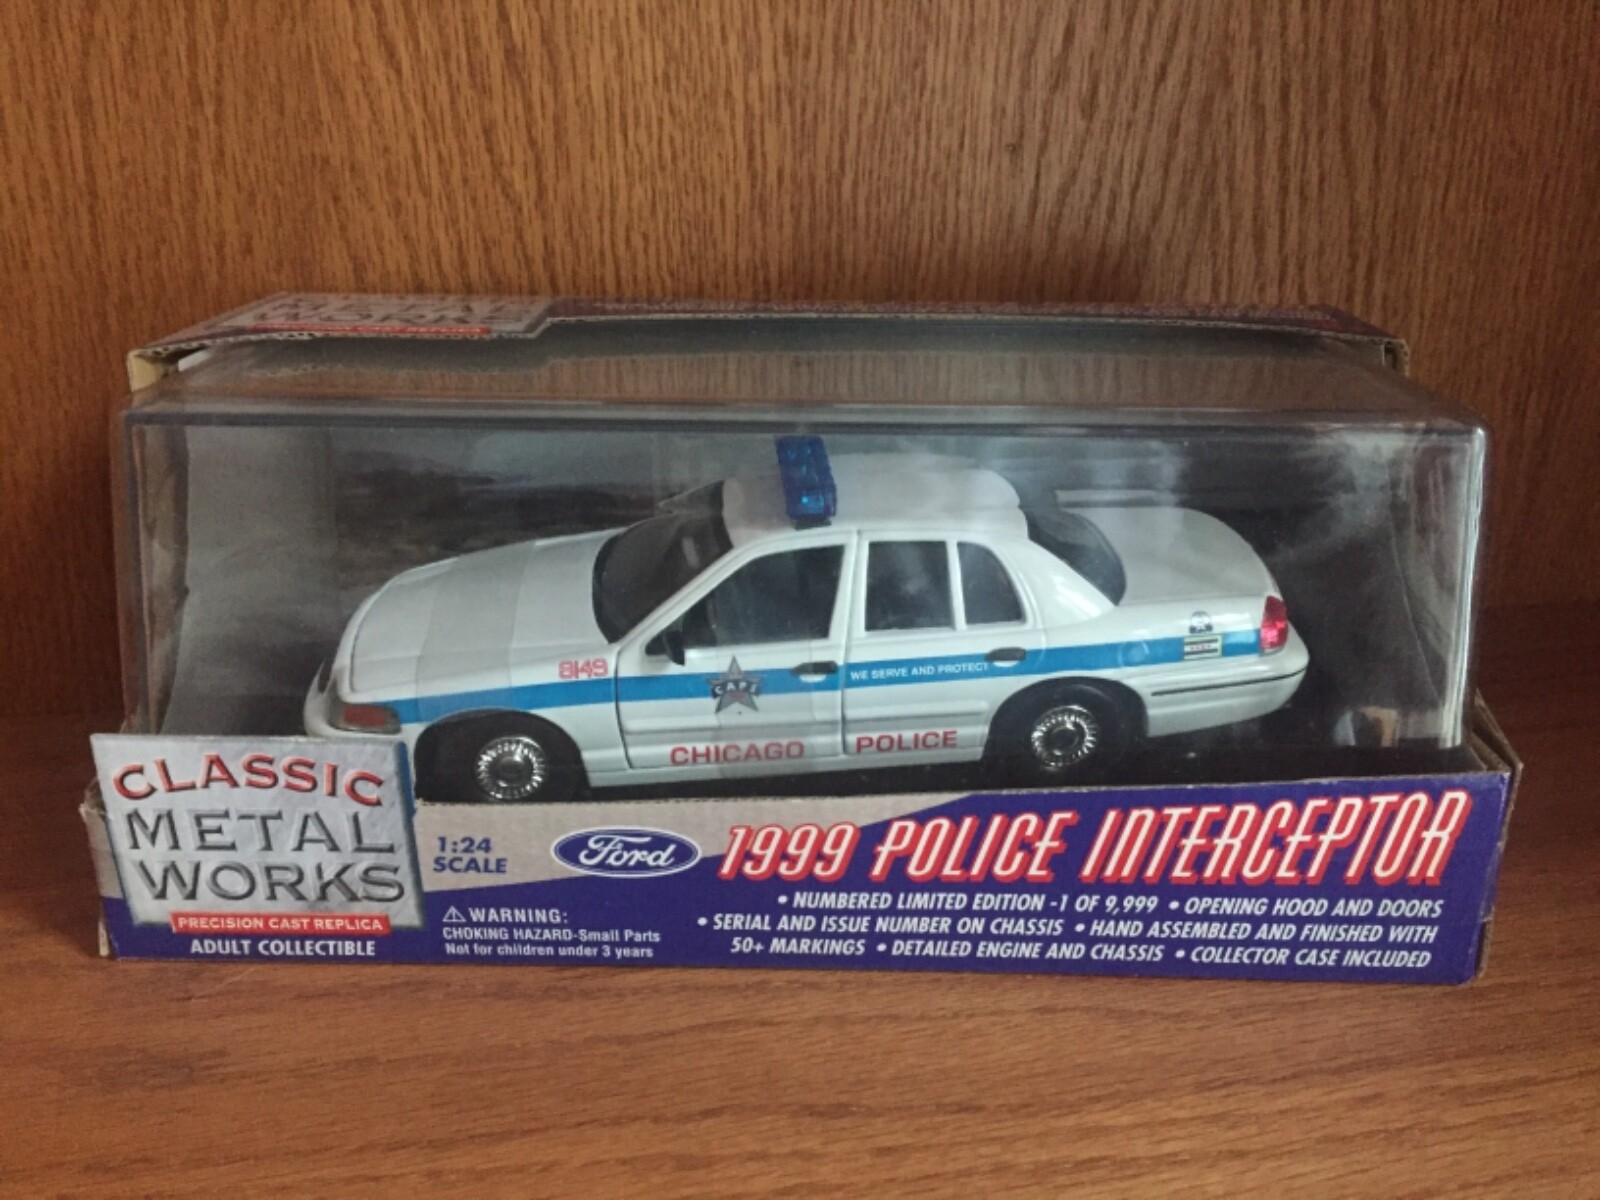 8149
CAPS
WE SERVE AND PROTECT
CHICAGO POLICE
CLASSIC
METAL
WORKS
PRECISION CAST REPLICA
ADULT COLLECTIBLE
1:24
SCALE
Ford
1999 POLICE INTERCEPTOR
⚠ WARNING:
CHOKING HAZARD-Small Parts
Not for children under 3 years
• NUMBERED LIMITED EDITION -1 OF 9,999 • OPENING HOOD AND DOORS
• SERIAL AND ISSUE NUMBER ON CHASSIS • HAND ASSEMBLED AND FINISHED WITH
50+ MARKINGS • DETAILED ENGINE AND CHASSIS • COLLECTOR CASE INCLUDED